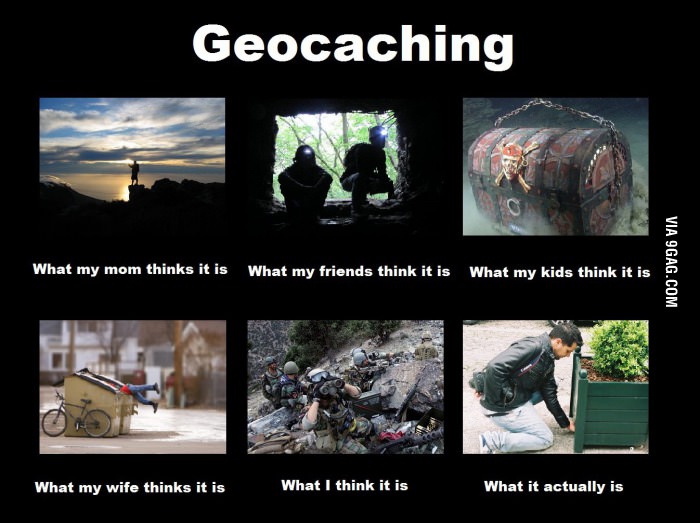 Geocaching
What my mom thinks it is
What my friends think it is
What my kids think it is
What my wife thinks it is
What I think it is
What it actually is
VIA 9GAG.COM